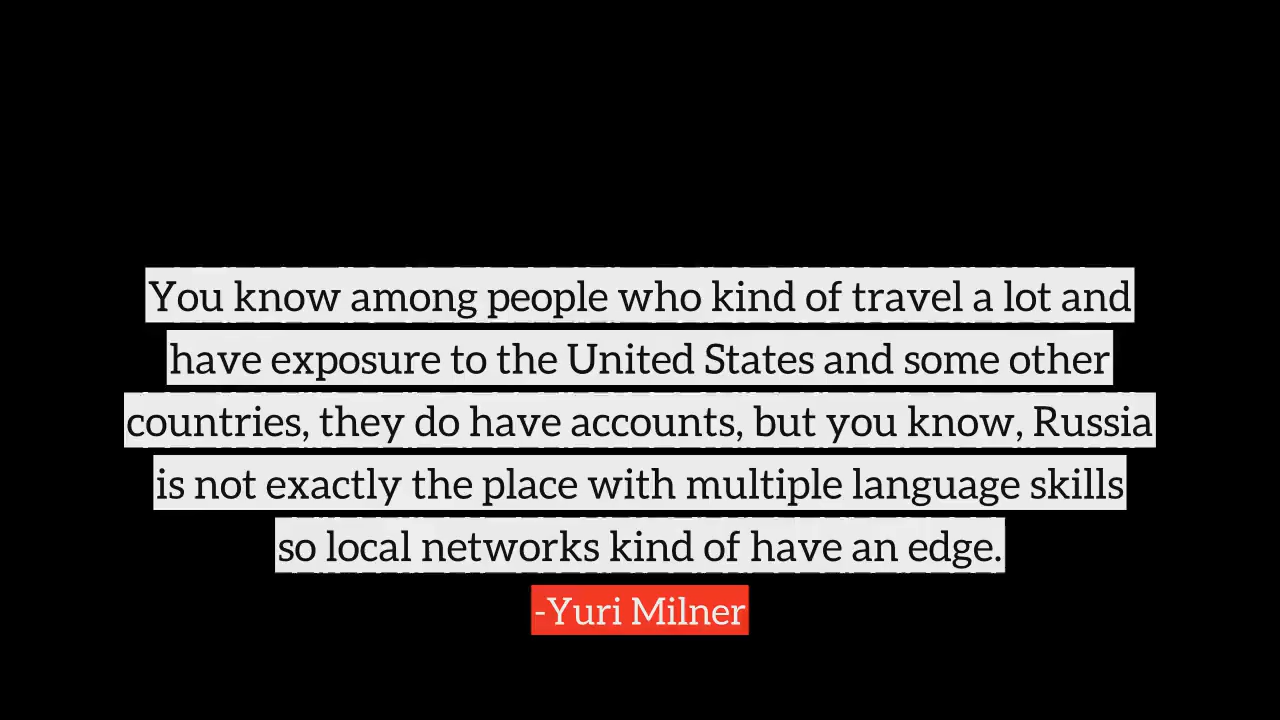 You know among people who kind of travel a lot and
have exposure to the United States and some other
countries, they do have accounts, but you know, Russia
is not exactly the place with multiple language skills
so local networks kind of have an edge.
-Yuri Milner